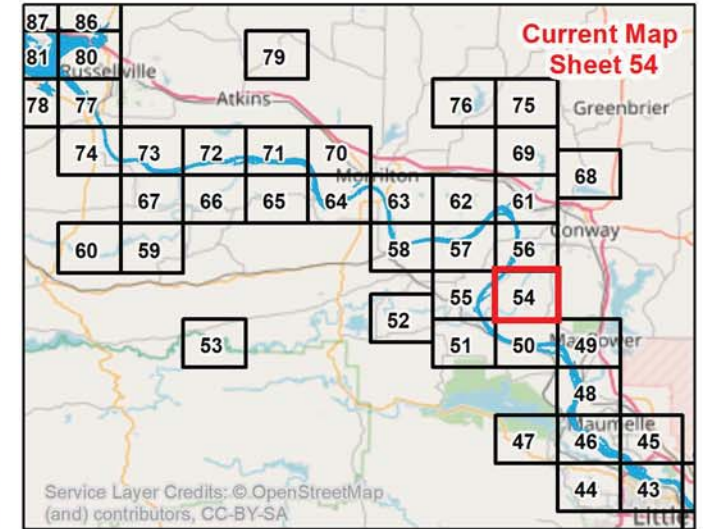 87 86
Current Map
Sheet 54
81 80 79
Russellville
78 77 Atkins 76 75 Greenbrier
74 73 72 71 70 69
Morrilton 68
67 66 65 64 63 62 61
Conway
60 59 58 57 56
55 54
52
53 51 50 49
48
Maumelle
47 46 45
Service Layer Credits: © OpenStreetMap
(and) contributors, CC-BY-SA
44 43
Little